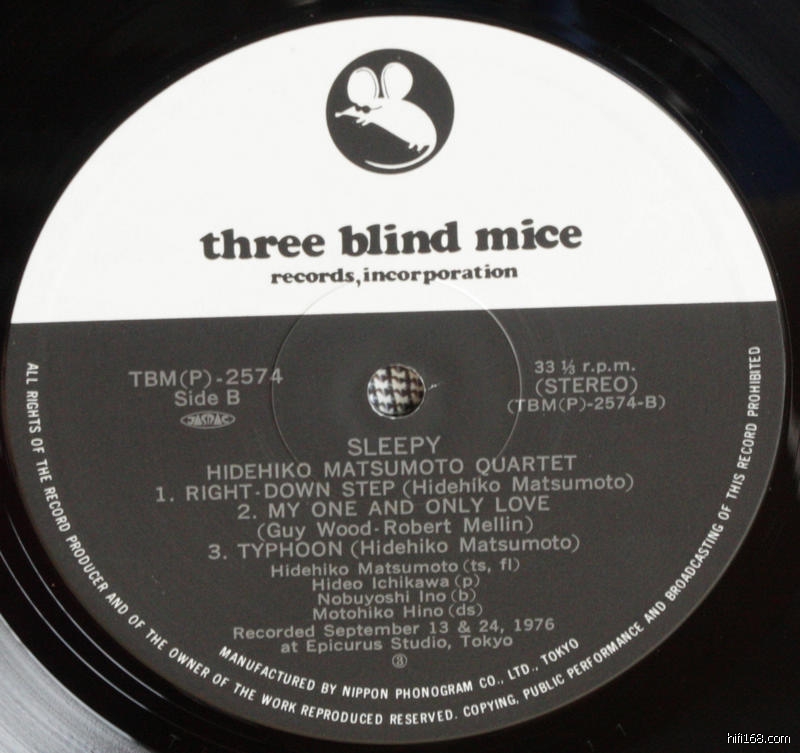 three blind mice
records, incorporation
TBM(P)-2574
Side B
JASRAC
33 ⅓ r.p.m.
(STEREO)
(TBM(P)-2574-B)
SLEEPY
HIDEHIKO MATSUMOTO QUARTET
1. RIGHT-DOWN STEP (Hidehiko Matsumoto)
2. MY ONE AND ONLY LOVE
(Guy Wood-Robert Mellin)
3. TYPHOON (Hidehiko Matsumoto)
Hidehiko Matsumoto (ts, fl)
Hideo Ichikawa (p)
Nobuyoshi Ino (b)
Motohiko Hino (ds)
Recorded September 13 & 24, 1976
at Epicurus Studio, Tokyo
MANUFACTURED BY NIPPON PHONOGRAM CO., LTD., TOKYO
ALL RIGHTS OF THE RECORD PRODUCER AND OF THE OWNER OF THE WORK REPRODUCED RESERVED. COPYING, PUBLIC PERFORMANCE AND BROADCASTING OF THIS RECORD PROHIBITED
hifi168.com